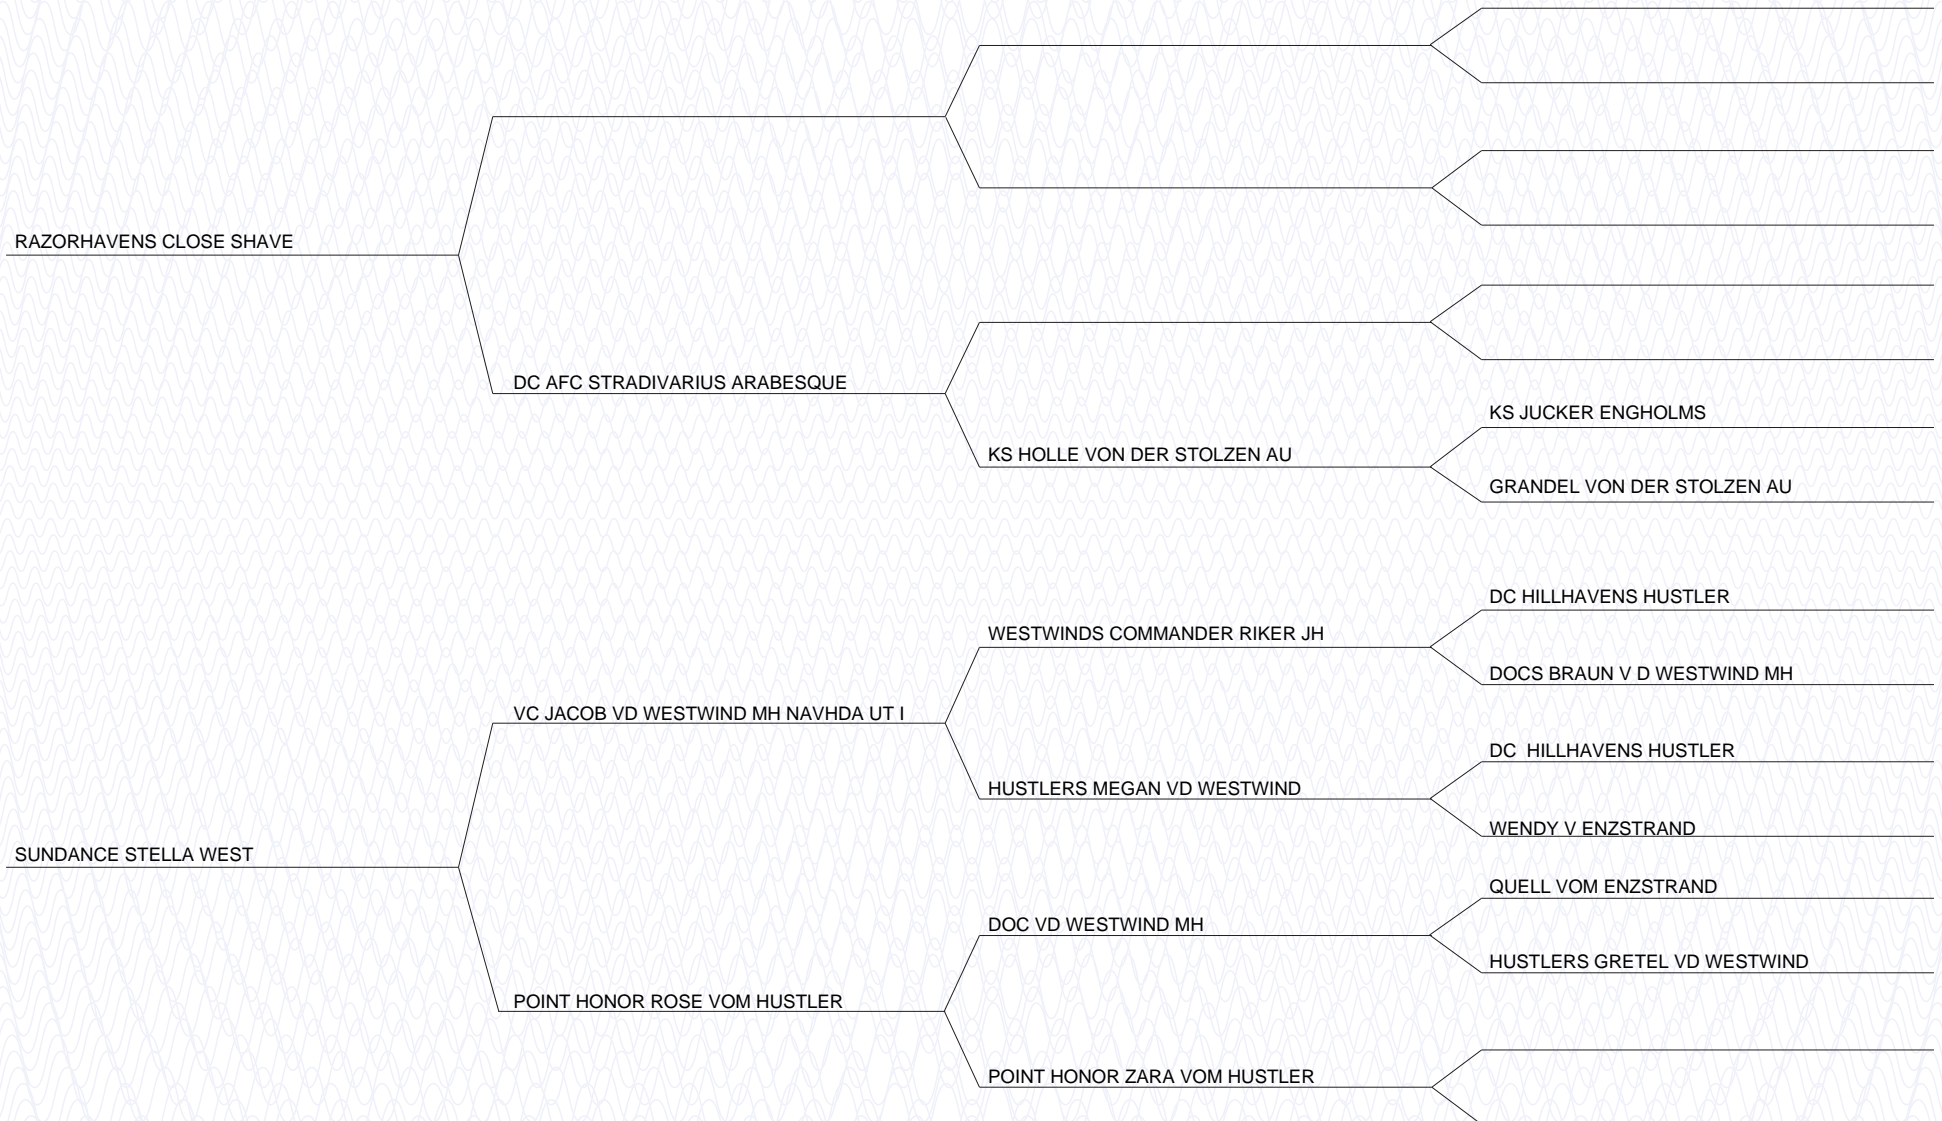 RAZORHAVENS CLOSE SHAVE
DC AFC STRADIVARIUS ARABESQUE
KS HOLLE VON DER STOLZEN AU
KS JUCKER ENGHOLMS
GRANDEL VON DER STOLZEN AU
SUNDANCE STELLA WEST
VC JACOB VD WESTWIND MH NAVHDA UT I
WESTWINDS COMMANDER RIKER JH
DC HILLHAVENS HUSTLER
DOCS BRAUN V D WESTWIND MH
HUSTLERS MEGAN VD WESTWIND
DC  HILLHAVENS HUSTLER
WENDY V ENZSTRAND
POINT HONOR ROSE VOM HUSTLER
DOC VD WESTWIND MH
QUELL VOM ENZSTRAND
HUSTLERS GRETEL VD WESTWIND
POINT HONOR ZARA VOM HUSTLER